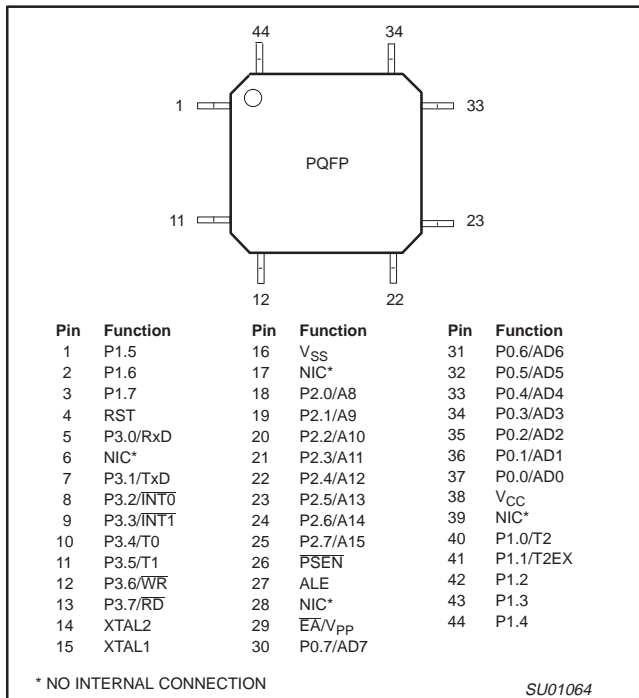 44 34
1 33
PQFP
11 23
12 22
Pin Function Pin Function Pin Function
1 P1.5 16 VSS 31 P0.6/AD6
2 P1.6 17 NIC* 32 P0.5/AD5
3 P1.7 18 P2.0/A8 33 P0.4/AD4
4 RST 19 P2.1/A9 34 P0.3/AD3
5 P3.0/RxD 20 P2.2/A10 35 P0.2/AD2
6 NIC* 21 P2.3/A11 36 P0.1/AD1
7 P3.1/TxD 22 P2.4/A12 37 P0.0/AD0
8 P3.2/I̅N̅T̅0̅ 23 P2.5/A13 38 VCC
9 P3.3/I̅N̅T̅1̅ 24 P2.6/A14 39 NIC*
10 P3.4/T0 25 P2.7/A15 40 P1.0/T2
11 P3.5/T1 26 P̅S̅E̅N̅ 41 P1.1/T2EX
12 P3.6/W̅R̅ 27 ALE 42 P1.2
13 P3.7/R̅D̅ 28 NIC* 43 P1.3
14 XTAL2 29 E̅A̅/VPP 44 P1.4
15 XTAL1 30 P0.7/AD7
* NO INTERNAL CONNECTION SU01064